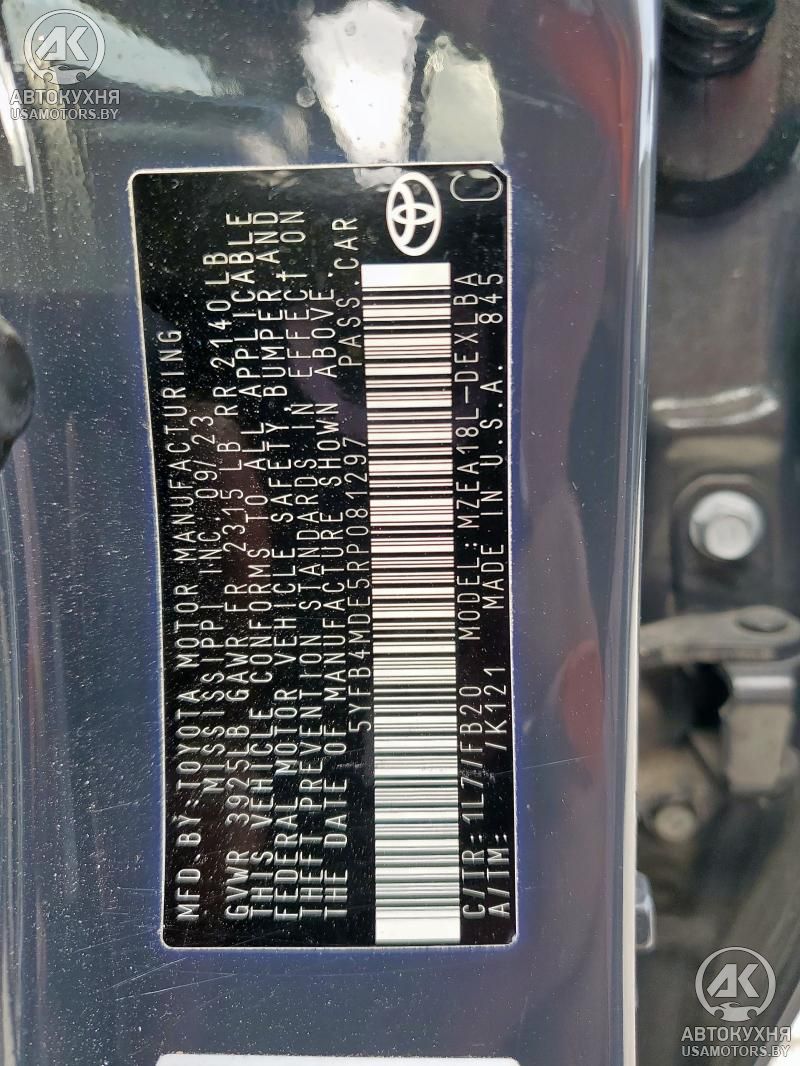 AK
АВТОКУХНЯ
USAMOTORS.BY
MFD. BY: TOYOTA MOTOR MANUFACTURING
MISSISSIPPI INC. 09/23
GVWR 3925LB GAWR FR 2315 LB RR 2140 LB
THIS VEHICLE CONFORMS TO ALL APPLICABLE
FEDERAL MOTOR VEHICLE SAFETY, BUMPER AND
THEFT PREVENTION STANDARDS IN EFFECT ON
THE DATE OF MANUFACTURE SHOWN ABOVE.
5YFB4MDE5RP081297 PASS. CAR
C/TR: 1L7/FB20 MODEL: MZEA18L-DEXLBA
A/TM: /K121 MADE IN U.S.A. 845
AK
АВТОКУХНЯ
USAMOTORS.BY